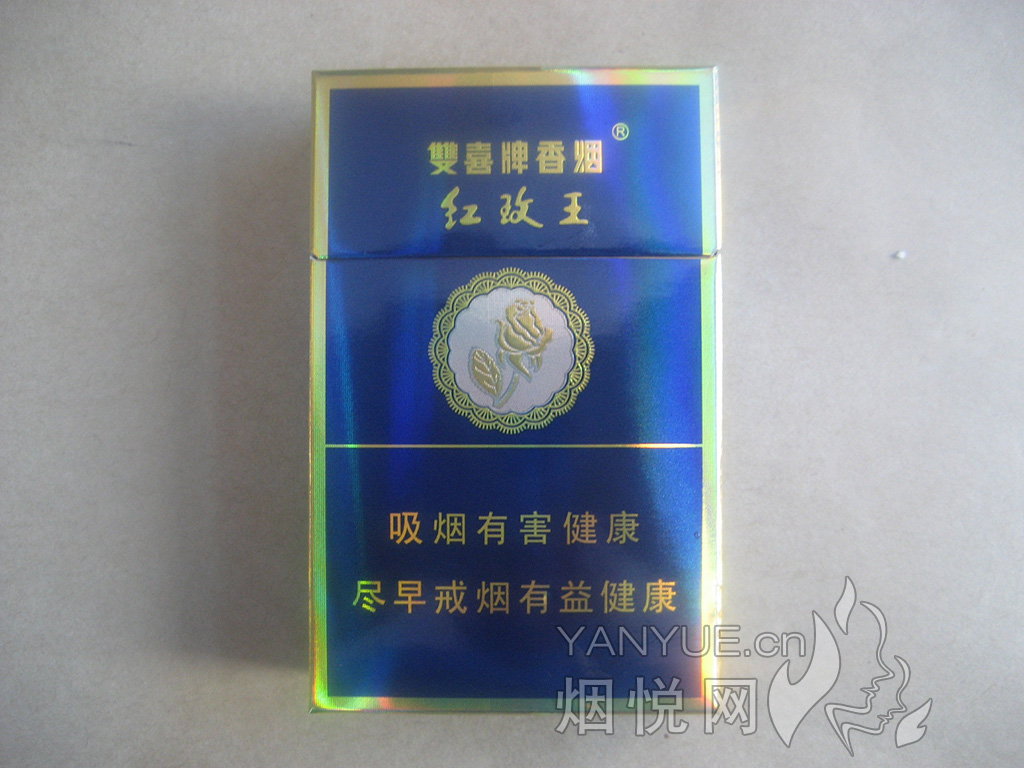 雙喜牌香烟®
红玫王
吸烟有害健康
尽早戒烟有益健康
YANYUE.cn
烟悦网